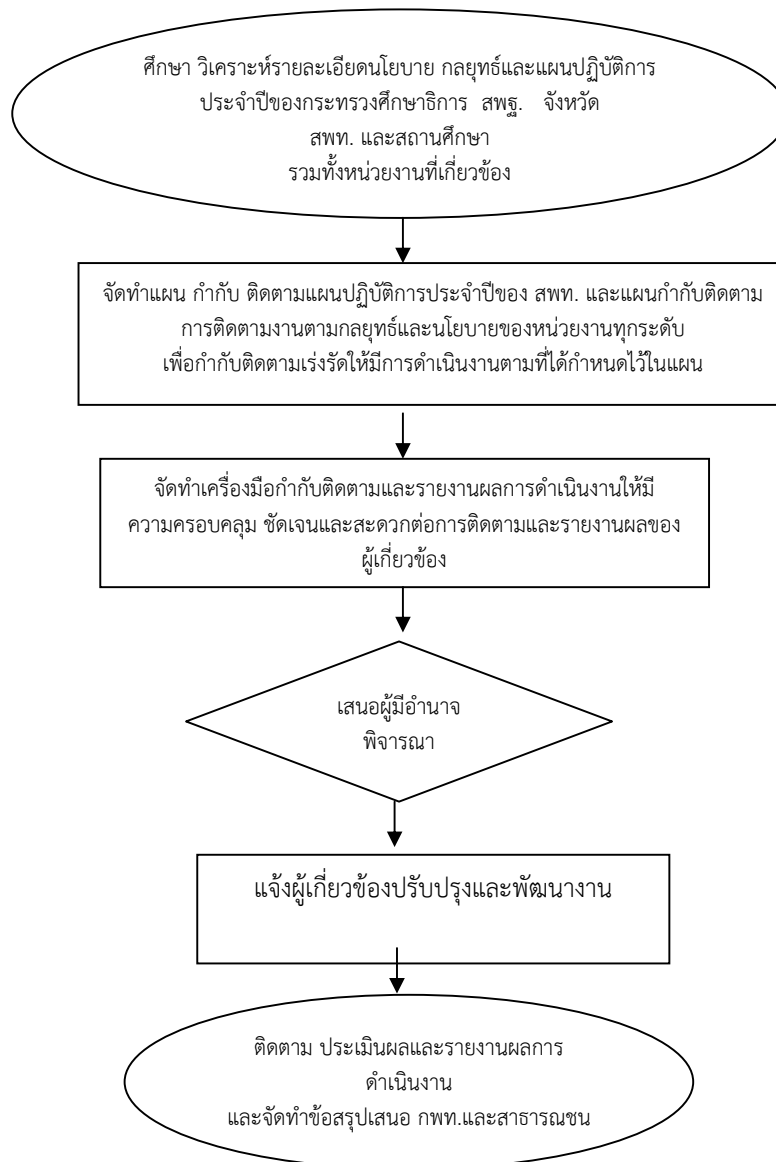 ศึกษา วิเคราะห์รายละเอียดนโยบาย กลยุทธ์และแผนปฏิบัติการ
ประจำปีของกระทรวงศึกษาธิการ สพฐ. จังหวัด
สพท. และสถานศึกษา
รวมทั้งหน่วยงานที่เกี่ยวข้อง
จัดทำแผน กำกับ ติดตามแผนปฏิบัติการประจำปีของ สพท. และแผนกำกับติดตาม
การติดตามงานตามกลยุทธ์และนโยบายของหน่วยงานทุกระดับ
เพื่อกำกับติดตามเร่งรัดให้มีการดำเนินงานตามที่ได้กำหนดไว้ในแผน
จัดทำเครื่องมือกำกับติดตามและรายงานผลการดำเนินงานให้มี
ความครอบคลุม ชัดเจนและสะดวกต่อการติดตามและรายงานผลของ
ผู้เกี่ยวข้อง
เสนอผู้มีอำนาจ
พิจารณา
แจ้งผู้เกี่ยวข้องปรับปรุงและพัฒนางาน
ติดตาม ประเมินผลและรายงานผลการ
ดำเนินงาน
และจัดทำข้อสรุปเสนอ กพท.และสาธารณชน